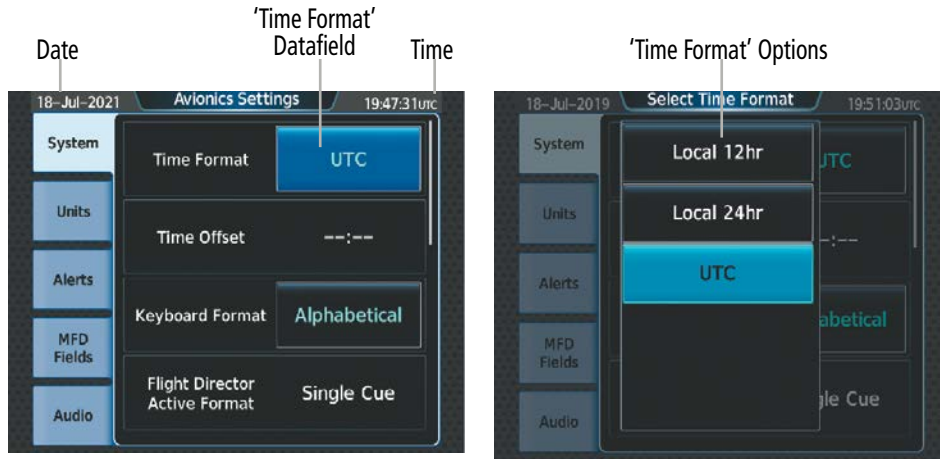 Date
‘Time Format’
Datafield
Time
18–Jul–2021
Avionics Settings
19:47:31UTC
System
Units
Alerts
MFD
Fields
Audio
Time Format
UTC
Time Offset
––:––
Keyboard Format
Alphabetical
Flight Director
Active Format
Single Cue
‘Time Format’ Options
18–Jul–2019
Select Time Format
19:51:03UTC
System
Units
Alerts
MFD
Fields
Audio
Local 12hr
Local 24hr
UTC
UTC
–:––
abetical
gle Cue